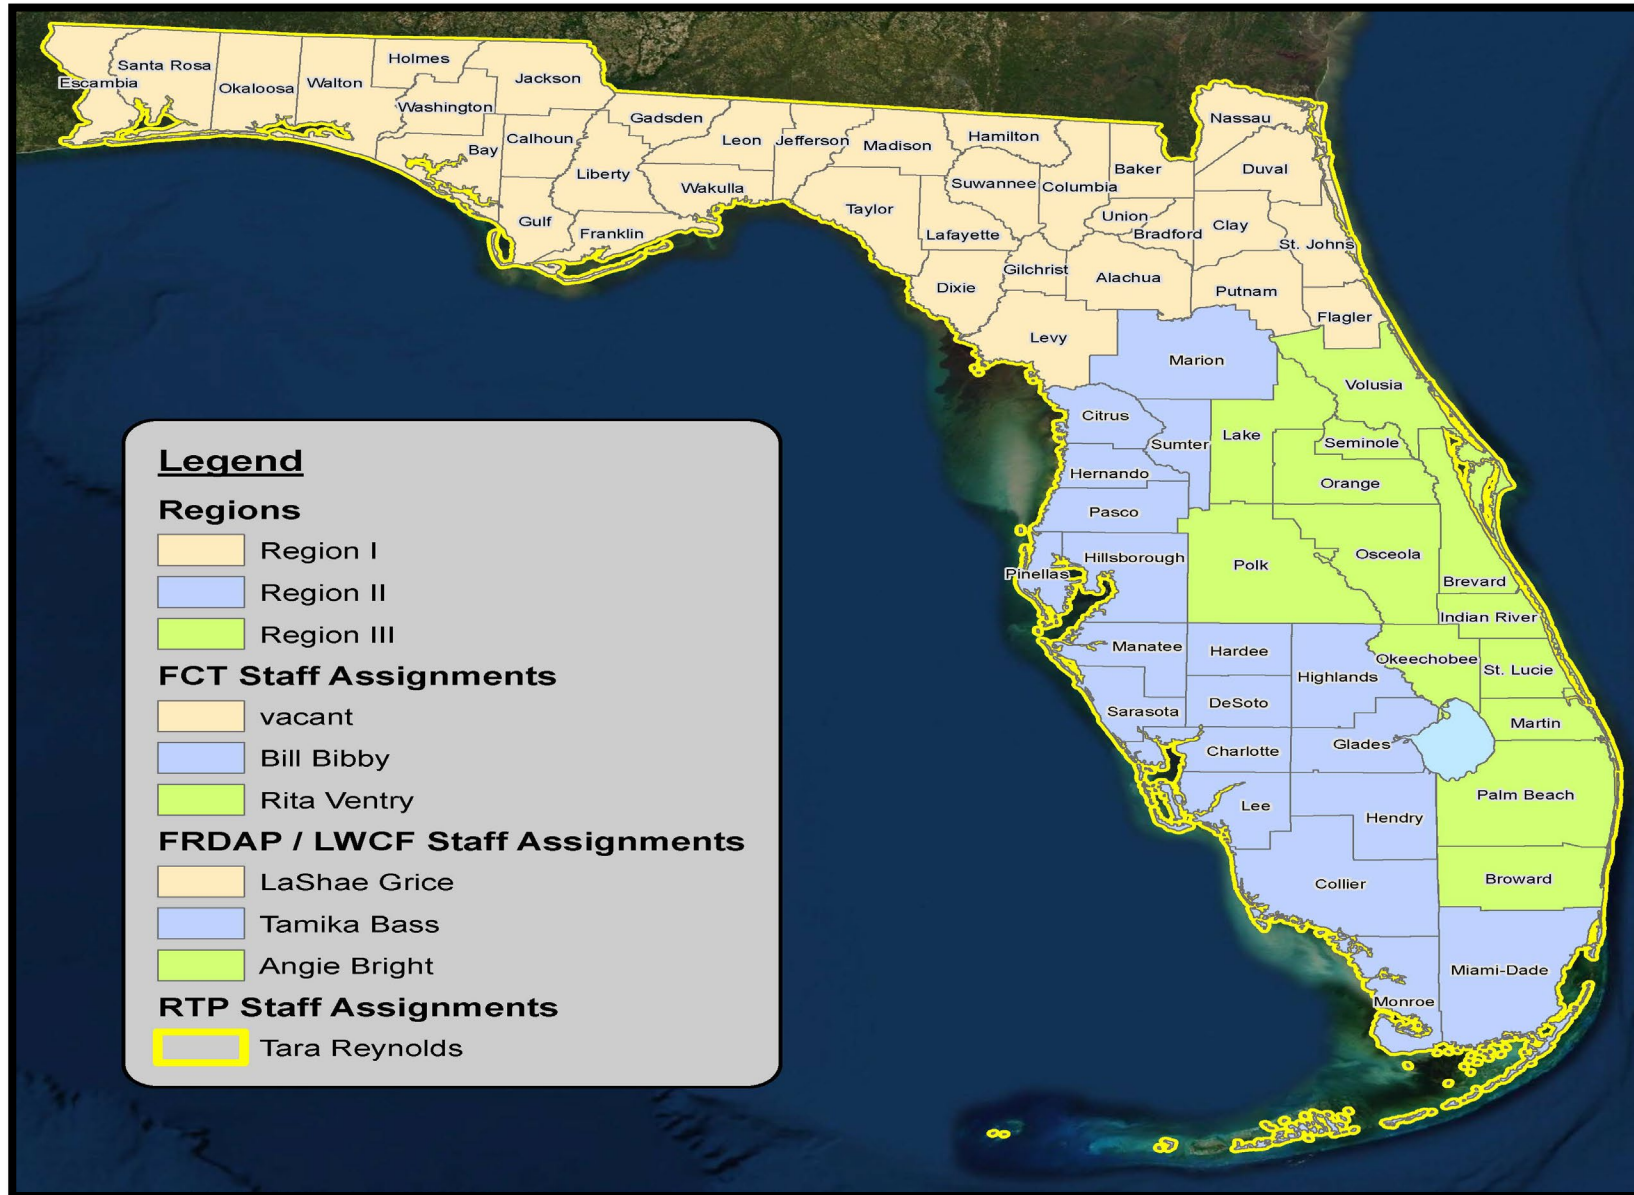 Santa Rosa
Escambia
Okaloosa
Walton
Holmes
Washington
Jackson
Bay
Calhoun
Gulf
Liberty
Franklin
Gadsden
Leon
Wakulla
Jefferson
Madison
Taylor
Hamilton
Suwannee
Lafayette
Dixie
Columbia
Gilchrist
Levy
Baker
Union
Bradford
Alachua
Nassau
Duval
Clay
St. Johns
Putnam
Flagler
Marion
Volusia
Citrus
Sumter
Lake
Seminole
Hernando
Orange
Pasco
Hillsborough
Pinellas
Polk
Osceola
Brevard
Indian River
Manatee
Hardee
Highlands
Okeechobee
St. Lucie
Sarasota
DeSoto
Martin
Charlotte
Glades
Palm Beach
Lee
Hendry
Collier
Broward
Miami-Dade
Monroe
Legend
Regions
Region I
Region II
Region III
FCT Staff Assignments
vacant
Bill Bibby
Rita Ventry
FRDAP / LWCF Staff Assignments
LaShae Grice
Tamika Bass
Angie Bright
RTP Staff Assignments
Tara Reynolds